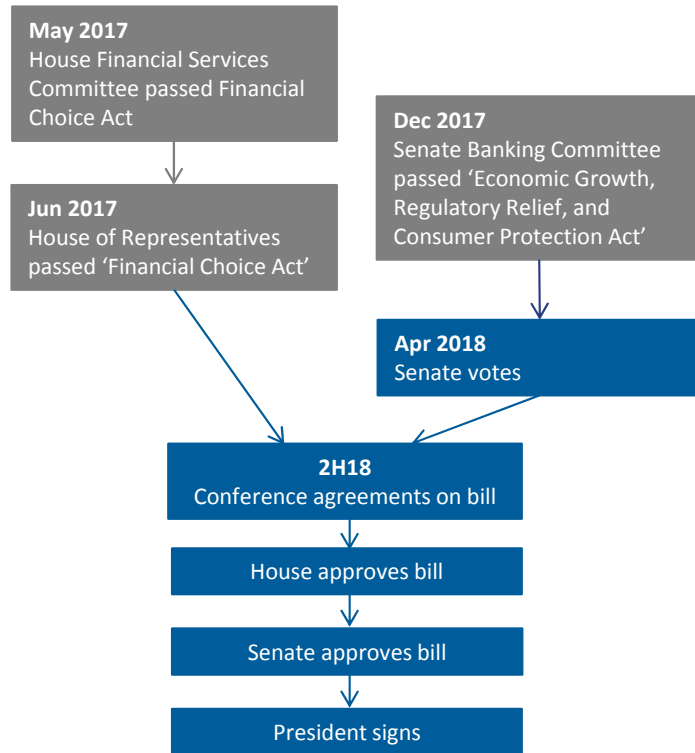 May 2017
House Financial Services
Committee passed Financial
Choice Act
Jun 2017
House of Representatives
passed ‘Financial Choice Act’
Dec 2017
Senate Banking Committee
passed ‘Economic Growth,
Regulatory Relief, and
Consumer Protection Act’
Apr 2018
Senate votes
2H18
Conference agreements on bill
House approves bill
Senate approves bill
President signs